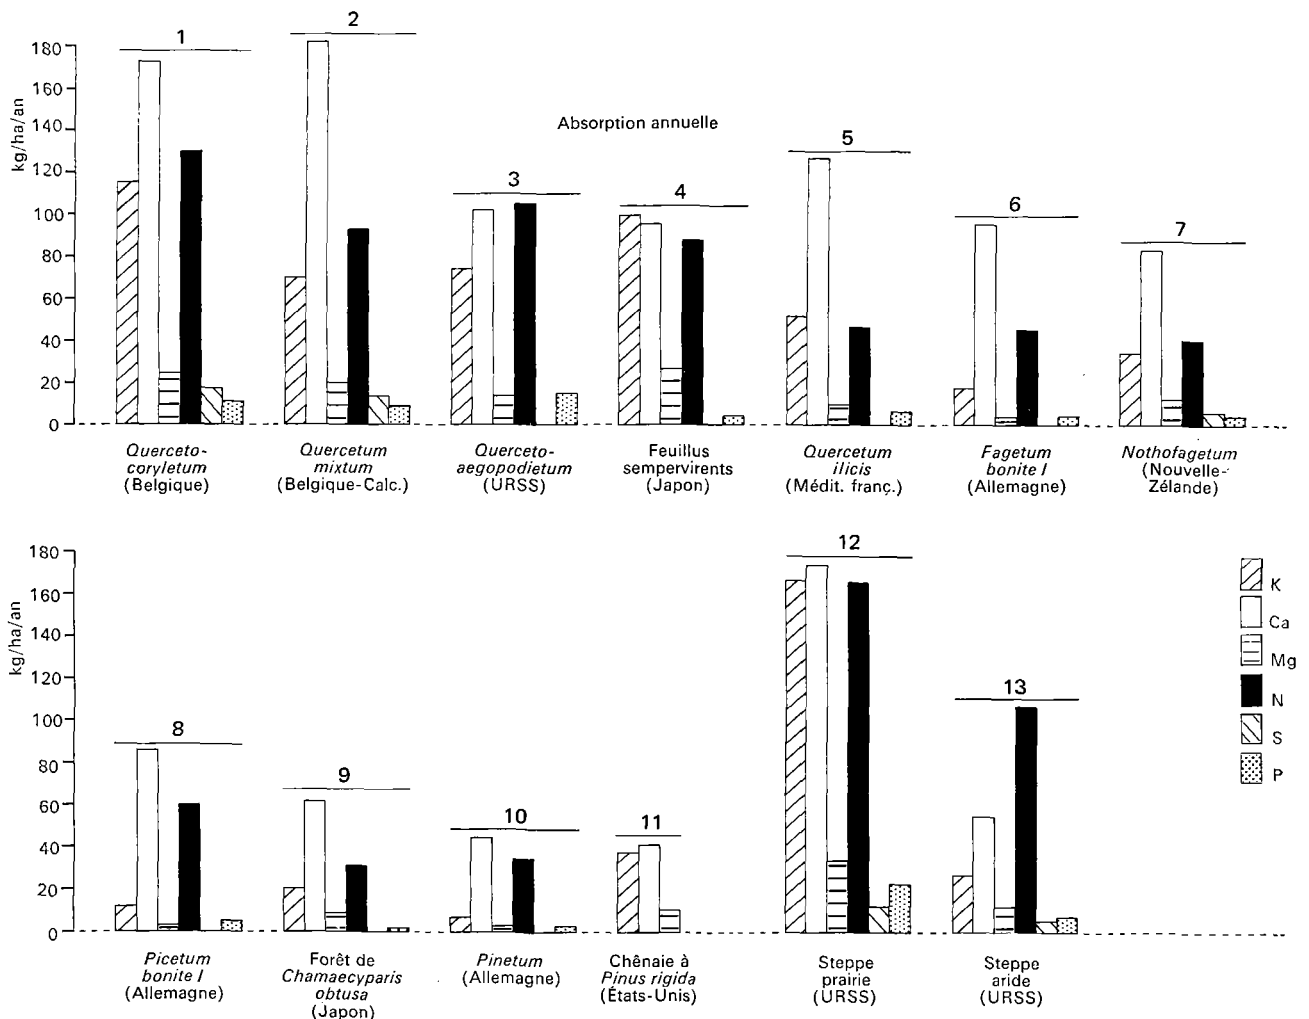 1
2
180
160
140
120
100
80
60
40
20
0
kg/ha/an
Absorption annuelle
3
4
5
6
7
Querceto-
coryletum
(Belgique)
Quercetum
mixtum
(Belgique-Calc.)
Querceto-
aegopodietum
(URSS)
Feuillus
sempervirents
(Japon)
Quercetum
ilicis
(Médit. franç.)
Fagetum
bonite I
(Allemagne)
Nothofagetum
(Nouvelle-
Zélande)
180
160
140
120
100
80
60
40
20
0
kg/ha/an
8
9
10
11
12
13
K
Ca
Mg
N
S
P
Picetum
bonite I
(Allemagne)
Forêt de
Chamaecyparis
obtusa
(Japon)
Pinetum
(Allemagne)
Chênaie à
Pinus rigida
(États-Unis)
Steppe
prairie
(URSS)
Steppe
aride
(URSS)